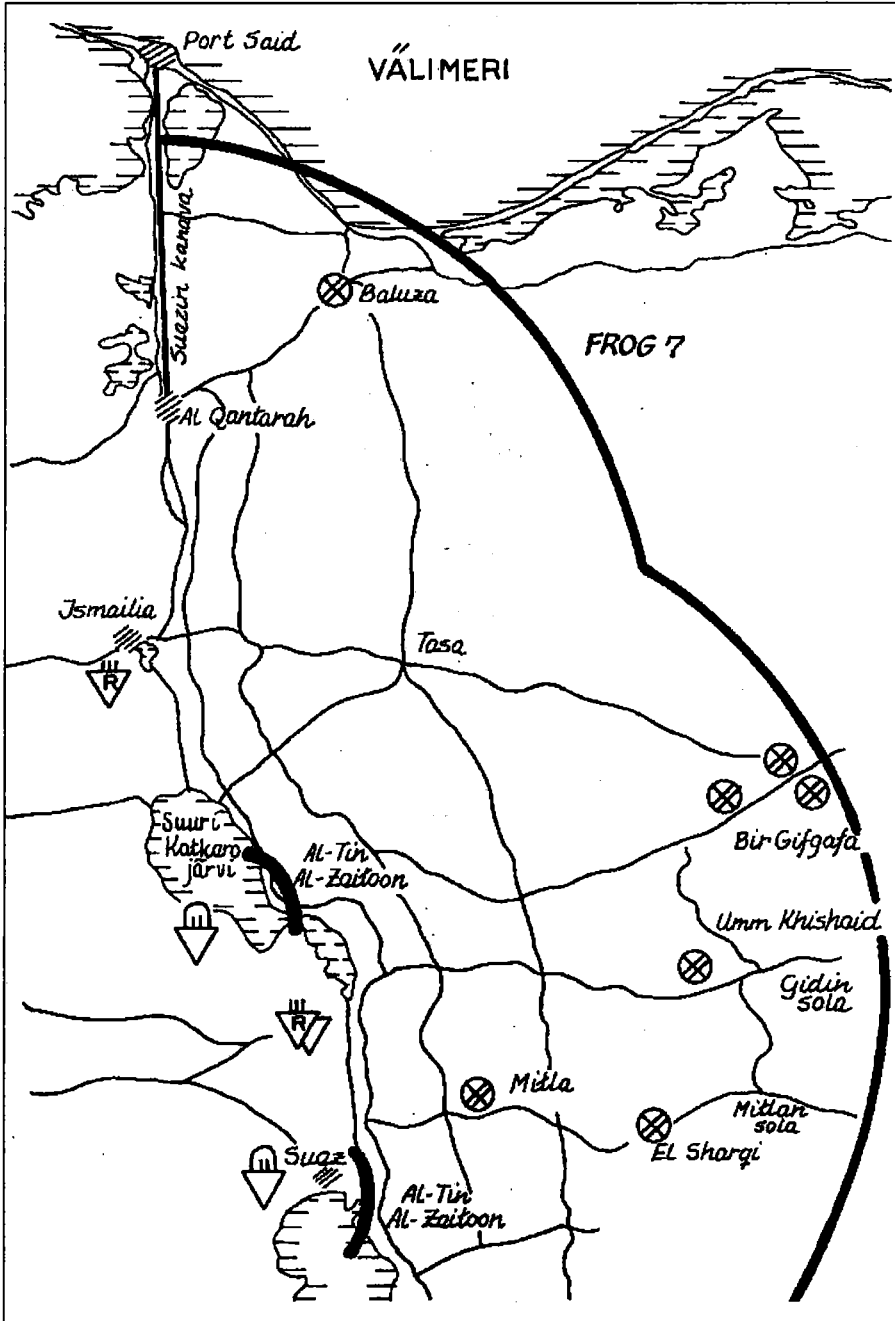 Port Said
VÄLIMERI
Suezin kanava
Baluza
FROG 7
Al Qantarah
Ismailia
Tasa
R
Suuri
Katkero
järvi
Al-Tin
Al-Zaitoon
Bir Gifgafa
Umm Khishaid
Gidin
sola
R
Mitla
Mitlan
sola
El Sharqi
Suez
Al-Tin
Al-Zaitoon